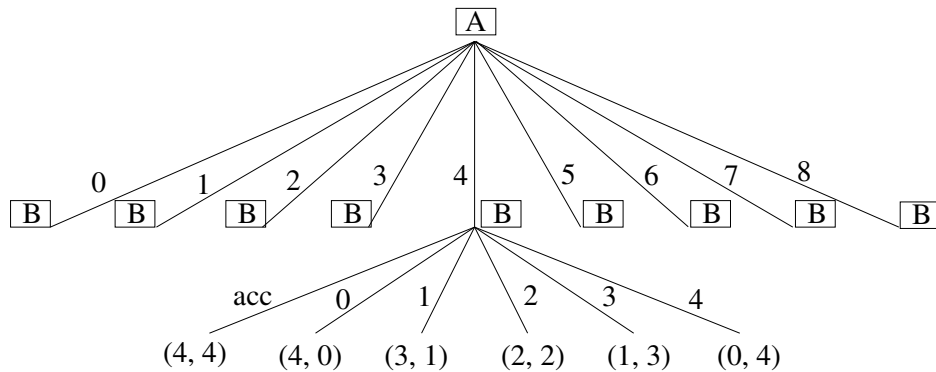 A
0 1 2 3 4 5 6 7 8
B B B B B B B B B
acc 0 1 2 3 4
(4, 4) (4, 0) (3, 1) (2, 2) (1, 3) (0, 4)